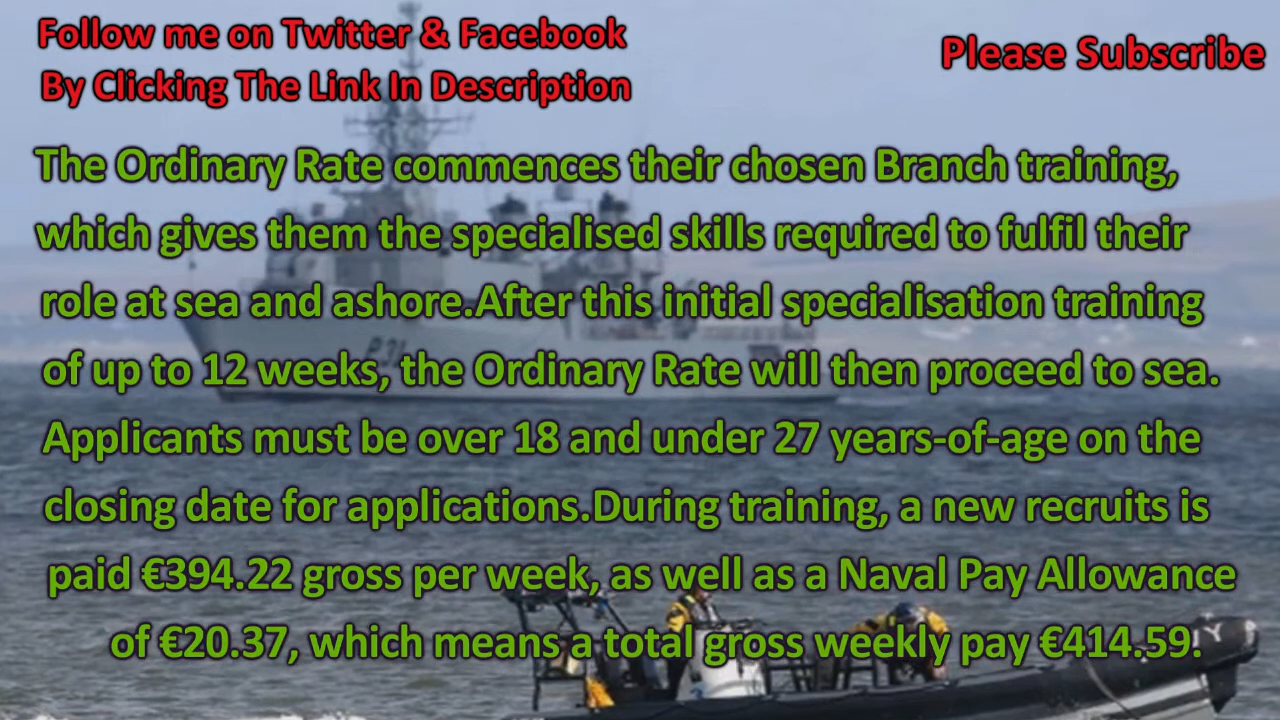 Follow me on Twitter & Facebook
By Clicking The Link In Description
Please Subscribe
The Ordinary Rate commences their chosen Branch training,
which gives them the specialised skills required to fulfil their
role at sea and ashore.After this initial specialisation training
of up to 12 weeks, the Ordinary Rate will then proceed to sea.
Applicants must be over 18 and under 27 years-of-age on the
closing date for applications.During training, a new recruits is
paid €394.22 gross per week, as well as a Naval Pay Allowance
of €20.37, which means a total gross weekly pay €414.59.
P31